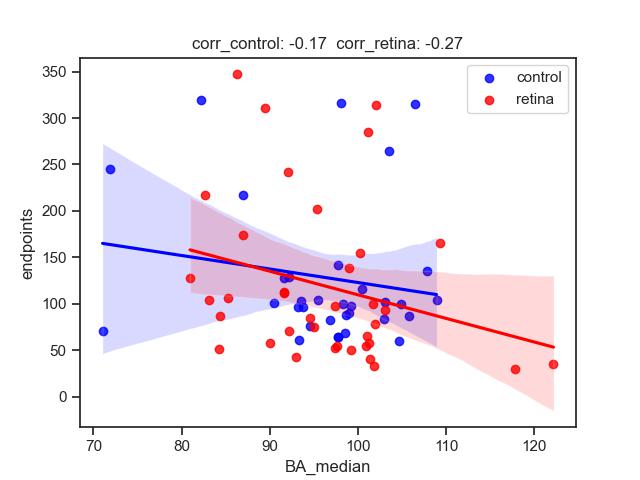 corr_control: -0.17  corr_retina: -0.27
control
retina
350
300
250
200
150
100
50
0
endpoints
70 80 90 100 110 120
BA_median